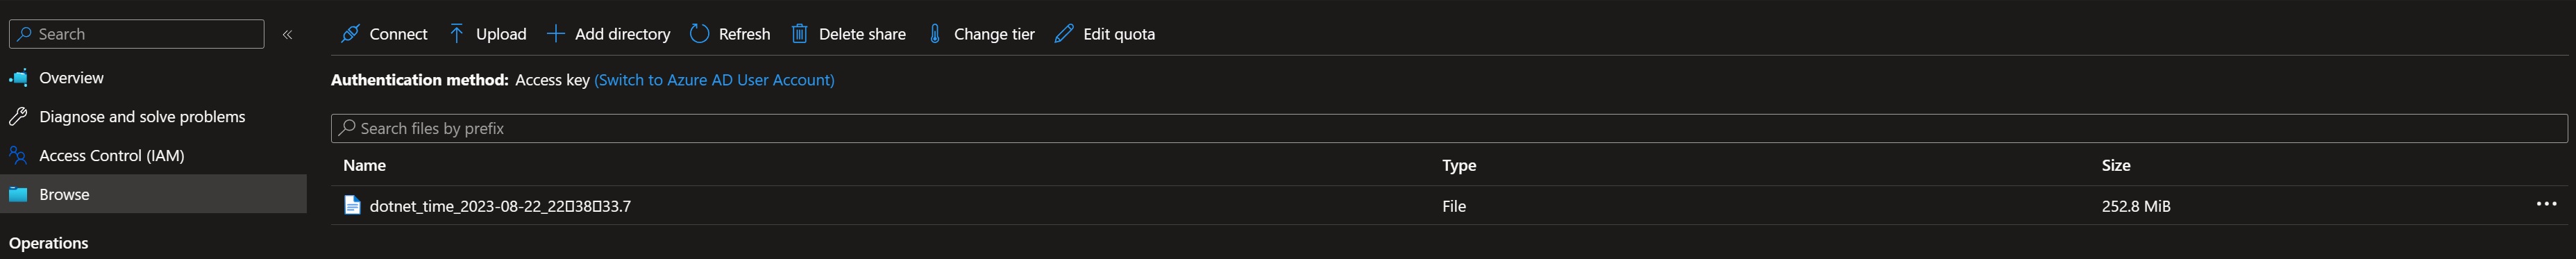 Search «
Connect Upload Add directory Refresh Delete share Change tier Edit quota
Overview
Authentication method: Access key (Switch to Azure AD User Account)
Diagnose and solve problems
Search files by prefix
Access Control (IAM)
Name Type Size
Browse
dotnet_time_2023-08-22_22▯38▯33.7 File 252.8 MiB ...
Operations